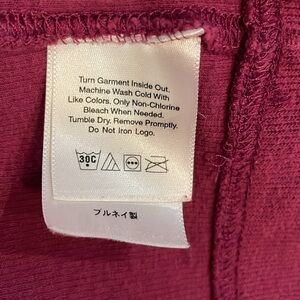 Turn Garment Inside Out.
Machine Wash Cold With
Like Colors. Only Non-Chlorine
Bleach When Needed.
Tumble Dry. Remove Promptly.
Do Not Iron Logo.
30C
ブルネイ製